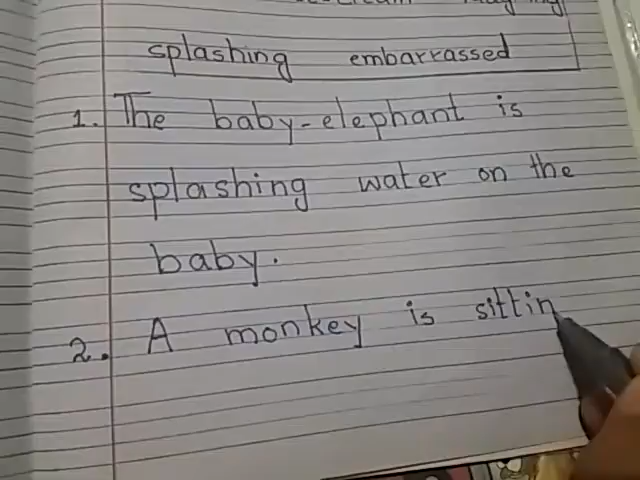 splashing embarrassed
1. The baby-elephant is
splashing water on the
baby.
2. A monkey is sittin